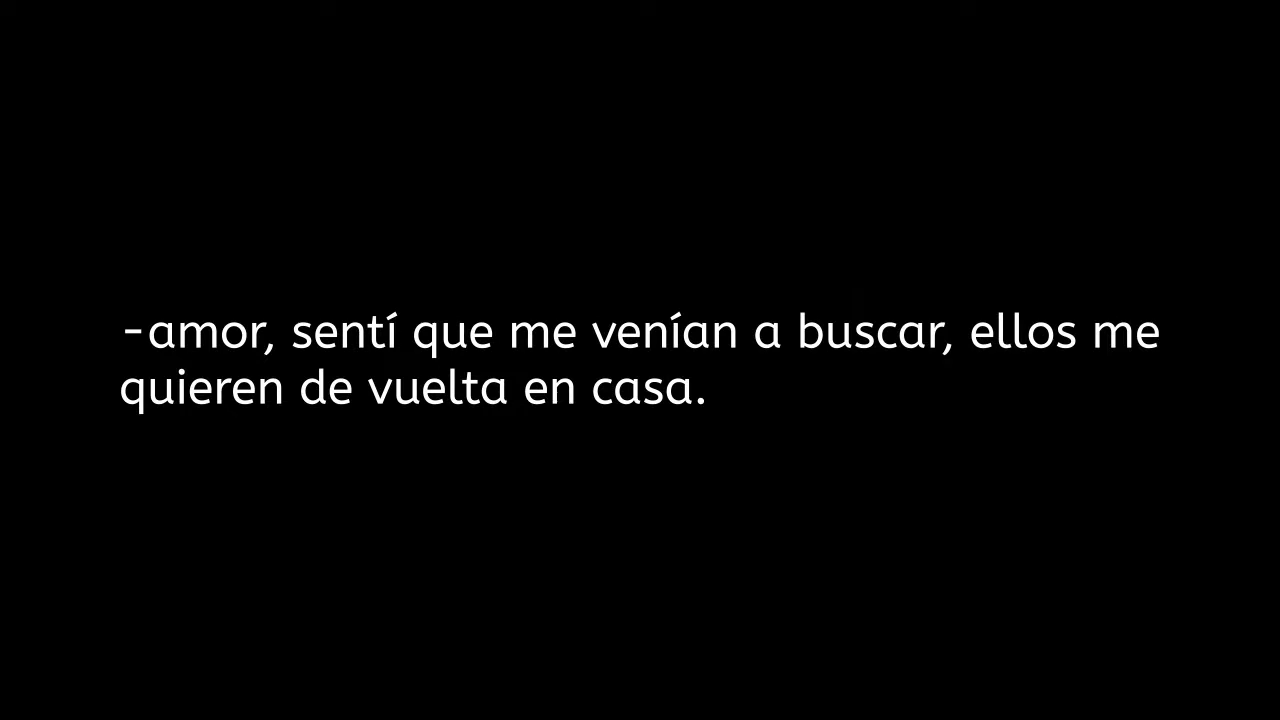 -amor, sentí que me venían a buscar, ellos me
quieren de vuelta en casa.